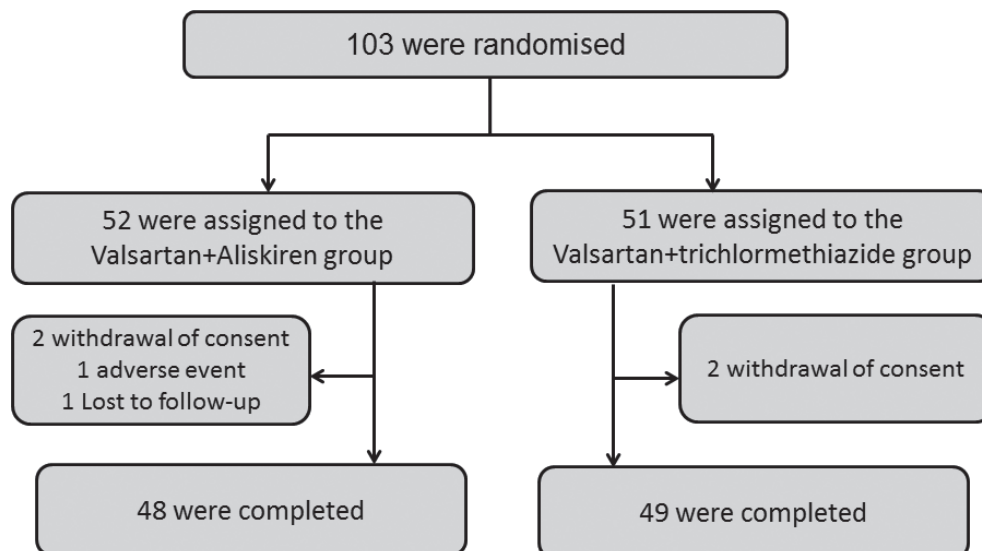 103 were randomised
52 were assigned to the
Valsartan+Aliskiren group
51 were assigned to the
Valsartan+trichlormethiazide group
2 withdrawal of consent
1 adverse event
1 Lost to follow-up
2 withdrawal of consent
48 were completed
49 were completed